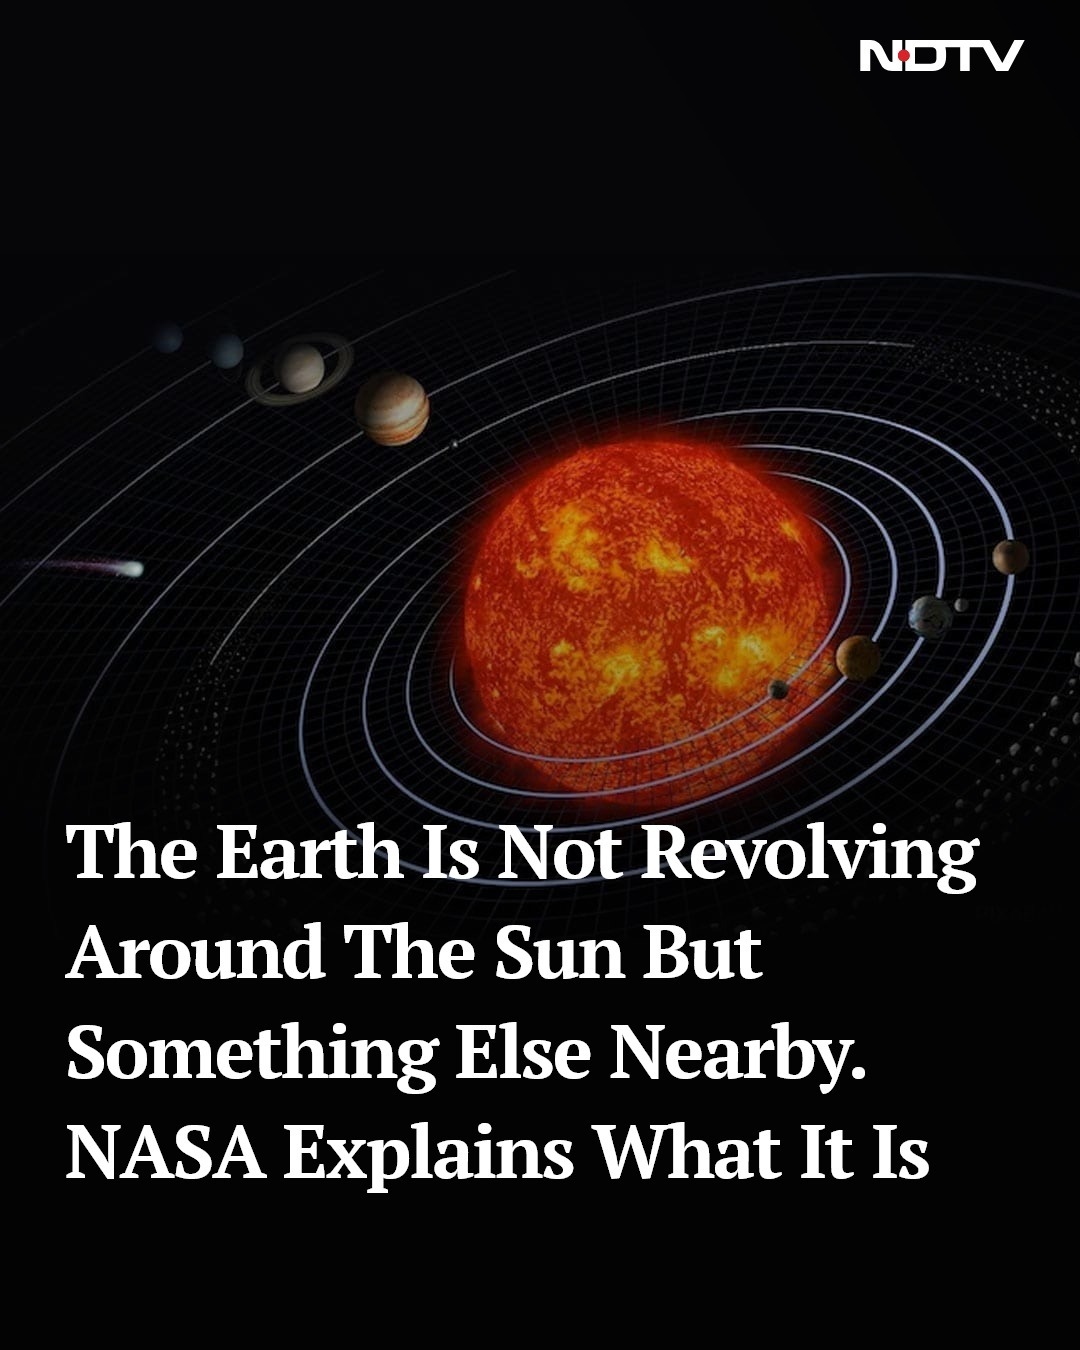 NDTV
The Earth Is Not Revolving
Around The Sun But
Something Else Nearby.
NASA Explains What It Is